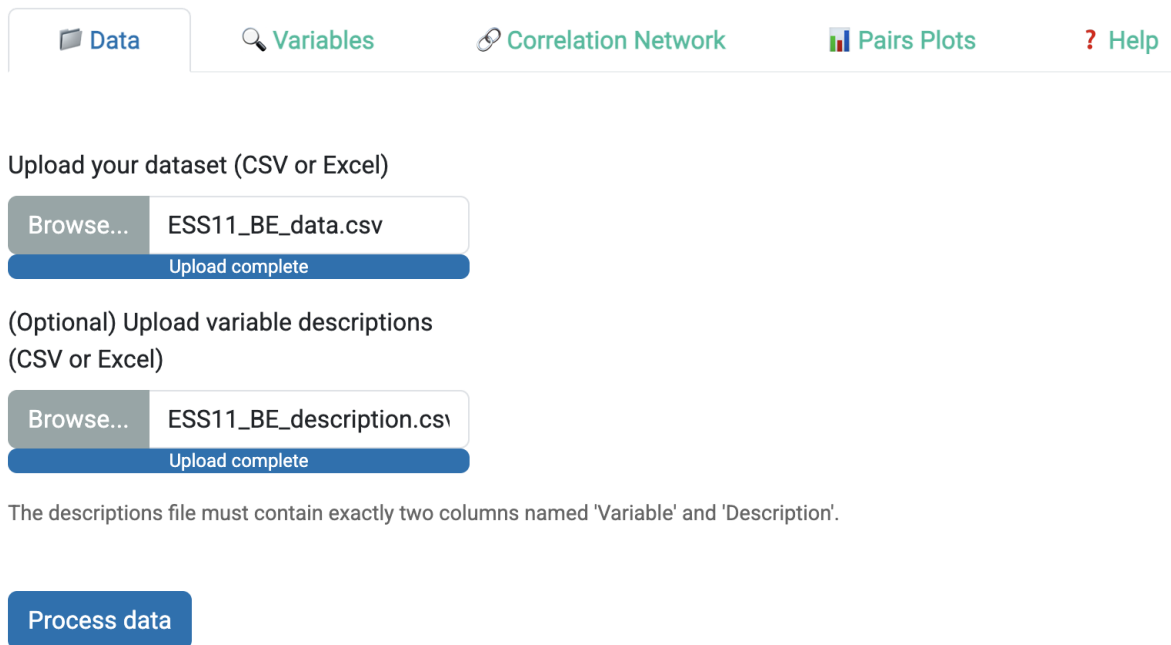 Data Variables Correlation Network Pairs Plots Help
Upload your dataset (CSV or Excel)
Browse... ESS11_BE_data.csv
Upload complete
(Optional) Upload variable descriptions
(CSV or Excel)
Browse... ESS11_BE_description.csv
Upload complete
The descriptions file must contain exactly two columns named 'Variable' and 'Description'.
Process data